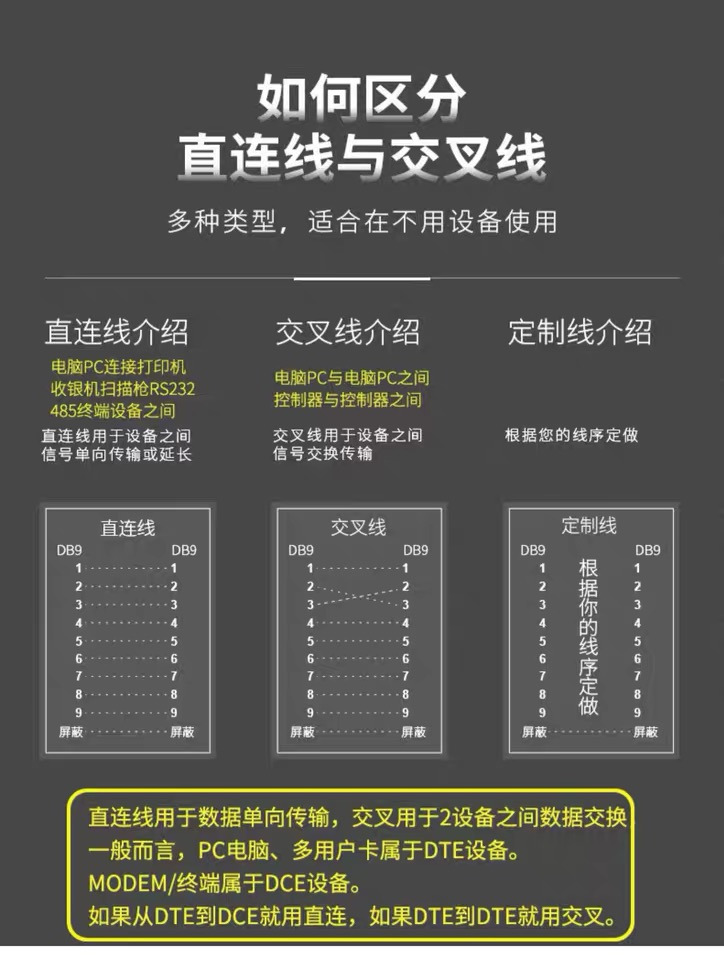 如何区分
直连线与交叉线
多种类型，适合在不用设备使用
直连线介绍
电脑PC连接打印机
收银机扫描枪RS232
485终端设备之间
直连线用于设备之间
信号单向传输或延长
交叉线介绍
电脑PC与电脑PC之间
控制器与控制器之间
交叉线用于设备之间
信号交换传输
定制线介绍
根据您的线序定做
直连线
DB9 DB9
1 1
2 2
3 3
4 4
5 5
6 6
7 7
8 8
9 9
屏蔽 屏蔽
交叉线
DB9 DB9
1 1
2 2
3 3
4 4
5 5
6 6
7 7
8 8
9 9
屏蔽 屏蔽
定制线
DB9 DB9
根据你的线序定做
1 1
2 2
3 3
4 4
5 5
6 6
7 7
8 8
9 9
屏蔽 屏蔽
直连线用于数据单向传输，交叉用于2设备之间数据交换
一般而言，PC电脑、多用户卡属于DTE设备。
MODEM/终端属于DCE设备。
如果从DTE到DCE就用直连，如果DTE到DTE就用交叉。